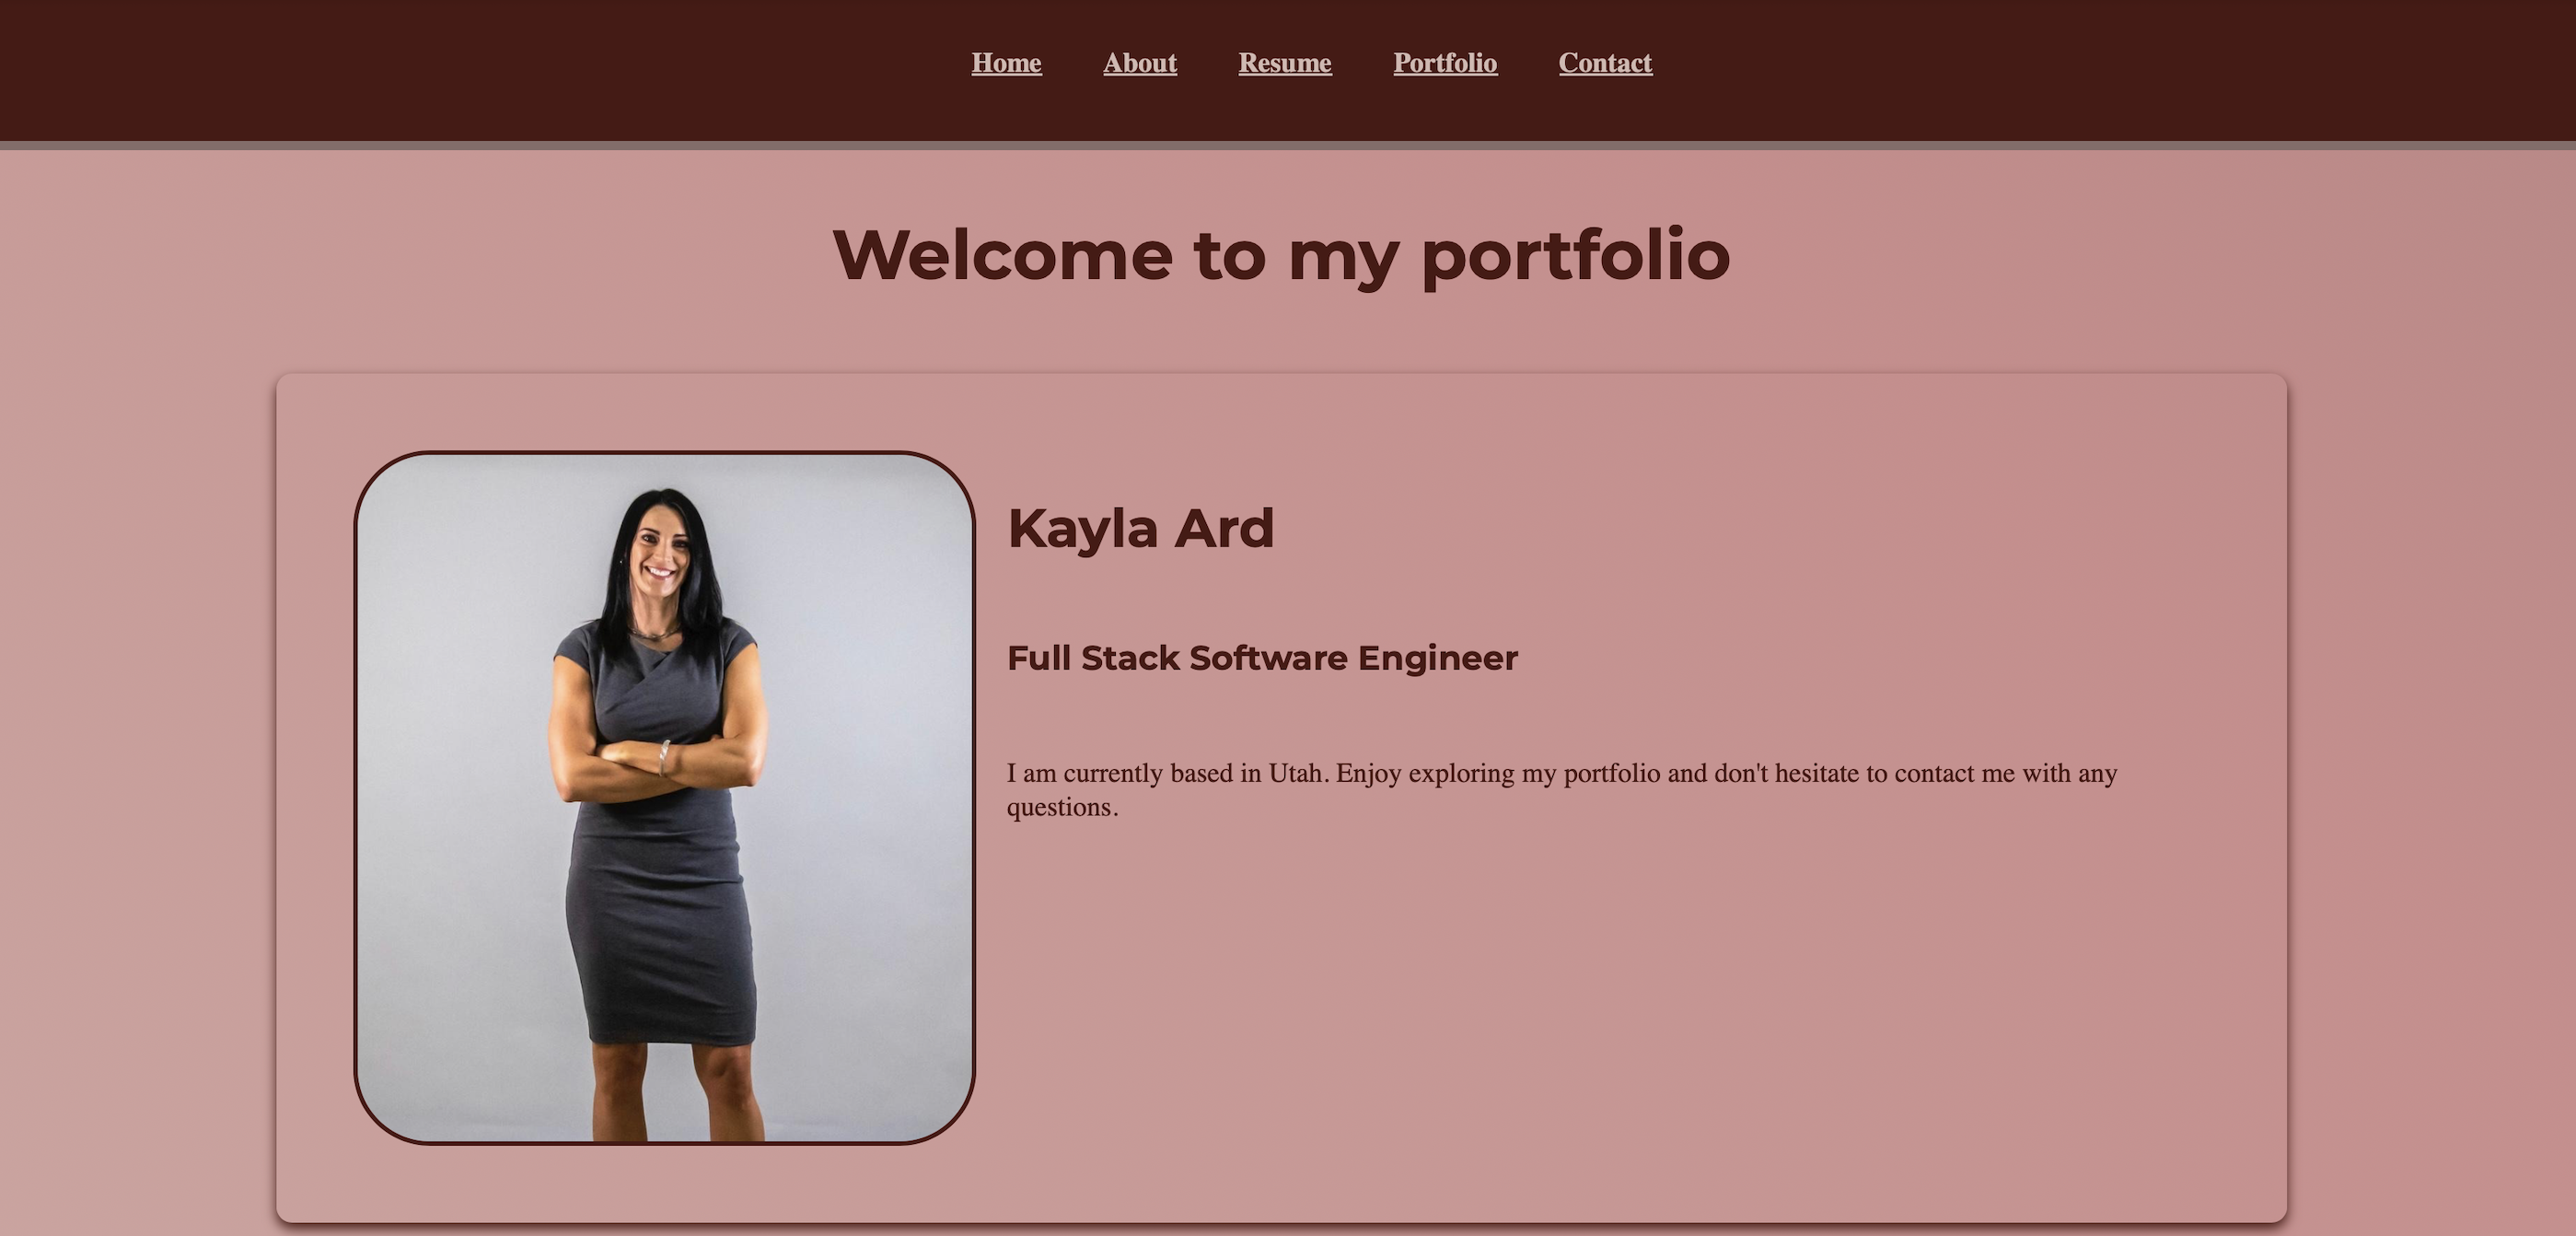 Home About Resume Portfolio Contact
Welcome to my portfolio
Kayla Ard
Full Stack Software Engineer
I am currently based in Utah. Enjoy exploring my portfolio and don't hesitate to contact me with any
questions.